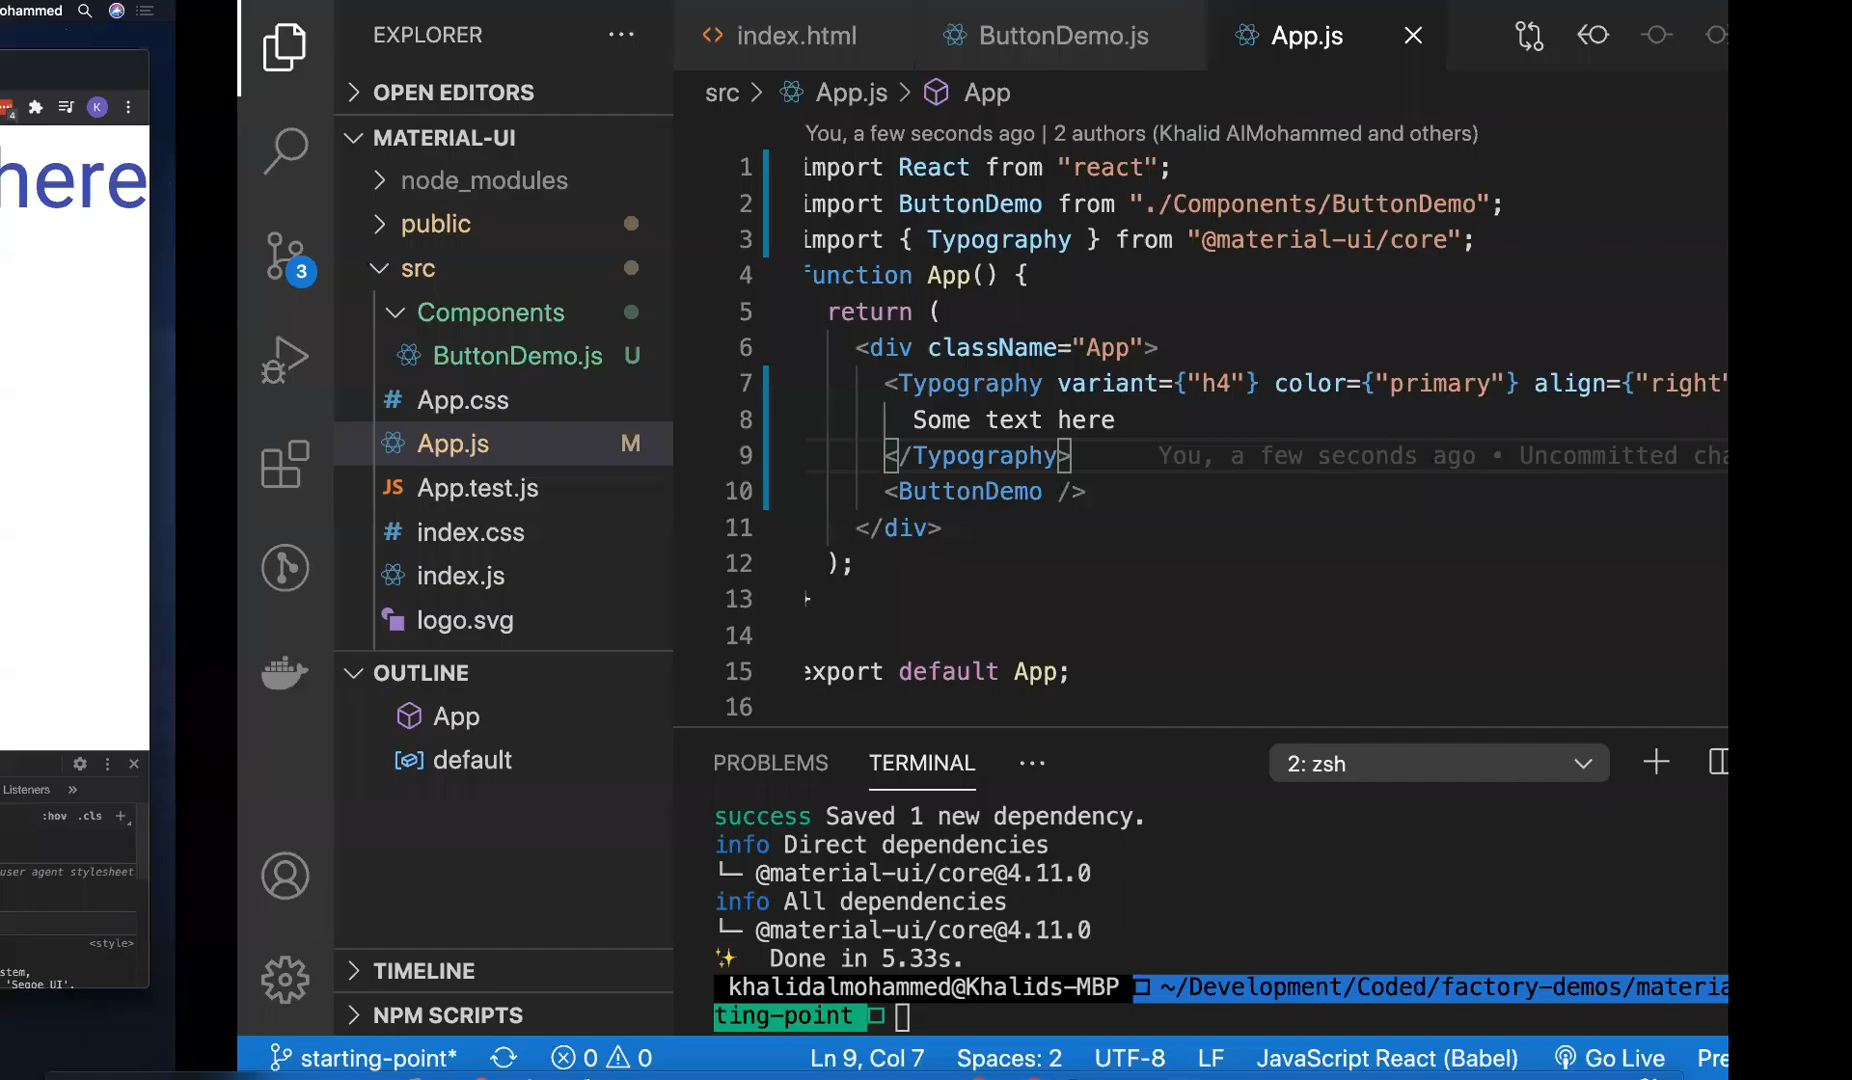 ohammed
4
K
here
Listeners »
:hov .cls +
user agent stylesheet
<style>
stem,
'Segoe UI',
EXPLORER ...
OPEN EDITORS
MATERIAL-UI
node_modules
public
src
Components
ButtonDemo.js U
# App.css
App.js M
JS App.test.js
# index.css
index.js
logo.svg
OUTLINE
App
default
TIMELINE
NPM SCRIPTS
3
<> index.html
ButtonDemo.js
App.js
src > App.js > App
You, a few seconds ago | 2 authors (Khalid AlMohammed and others)
1 import React from "react";
2 import ButtonDemo from "./Components/ButtonDemo";
3 import { Typography } from "@material-ui/core";
4 function App() {
5 return (
6 <div className="App">
7 <Typography variant={"h4"} color={"primary"} align={"right"
8 Some text here
9 </Typography> You, a few seconds ago • Uncommitted cha
10 <ButtonDemo />
11 </div>
12 );
13 }
14
15 export default App;
16
PROBLEMS TERMINAL ... 2: zsh
success Saved 1 new dependency.
info Direct dependencies
└─ @material-ui/core@4.11.0
info All dependencies
└─ @material-ui/core@4.11.0
✨ Done in 5.33s.
khalidalmohammed@Khalids-MBP ~/Development/Coded/factory-demos/materia
ting-point
starting-point* 0 0 Ln 9, Col 7 Spaces: 2 UTF-8 LF JavaScript React (Babel) Go Live Pre